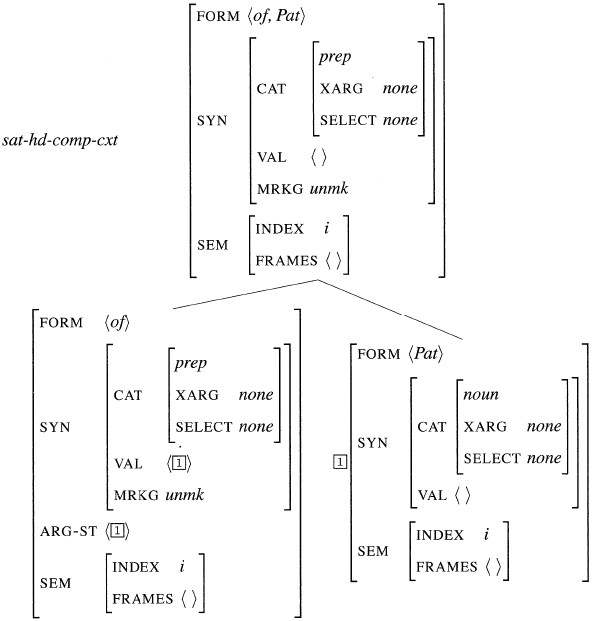 FORM ⟨of, Pat⟩
prep
CAT XARG none
SELECT none
SYN
sat-hd-comp-cxt
VAL ⟨ ⟩
MRKG unmk
INDEX i
SEM
FRAMES ⟨ ⟩
FORM ⟨of⟩
prep
CAT XARG none
SELECT none
SYN
VAL ⟨1⟩
MRKG unmk
ARG-ST ⟨1⟩
INDEX i
SEM
FRAMES ⟨ ⟩
FORM ⟨Pat⟩
noun
CAT XARG none
SYN
SELECT none
1
VAL ⟨ ⟩
INDEX i
SEM
FRAMES ⟨ ⟩